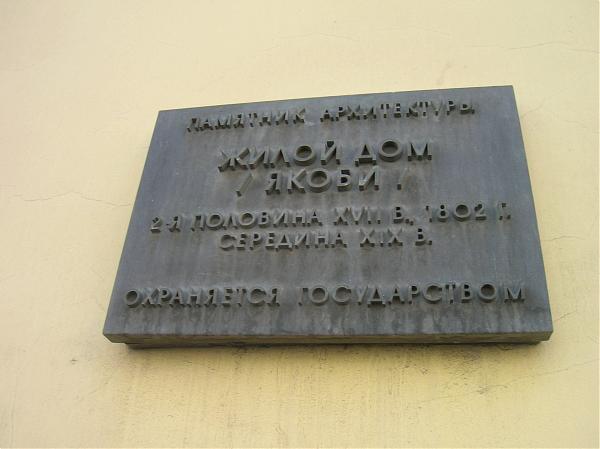 ПАМЯТНИК АРХИТЕКТУРЫ
ЖИЛОЙ ДОМ
/ ЯКОБИ /
2-Я ПОЛОВИНА XVII В., 1802 Г.
СЕРЕДИНА XIX В.
ОХРАНЯЕТСЯ ГОСУДАРСТВОМ